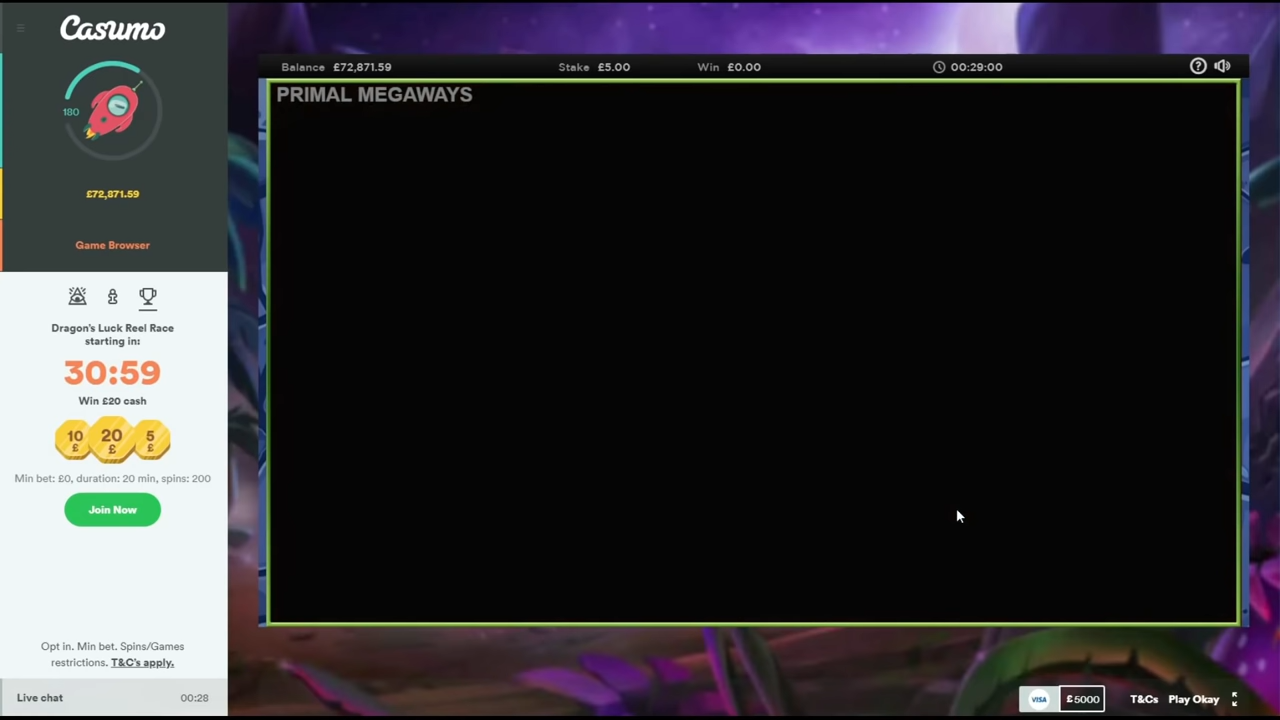 Casumo
180
£72,871.59
Game Browser
Dragon's Luck Reel Race
starting in:
30:59
Win £20 cash
10 £
20 £
5 £
Min bet: £0, duration: 20 min, spins: 200
Join Now
Opt in. Min bet. Spins/Games
restrictions. T&C's apply.
Live chat 00:28
Balance £72,871.59 Stake £5.00 Win £0.00 00:29:00 ?
PRIMAL MEGAWAYS
VISA £5000 T&Cs Play Okay